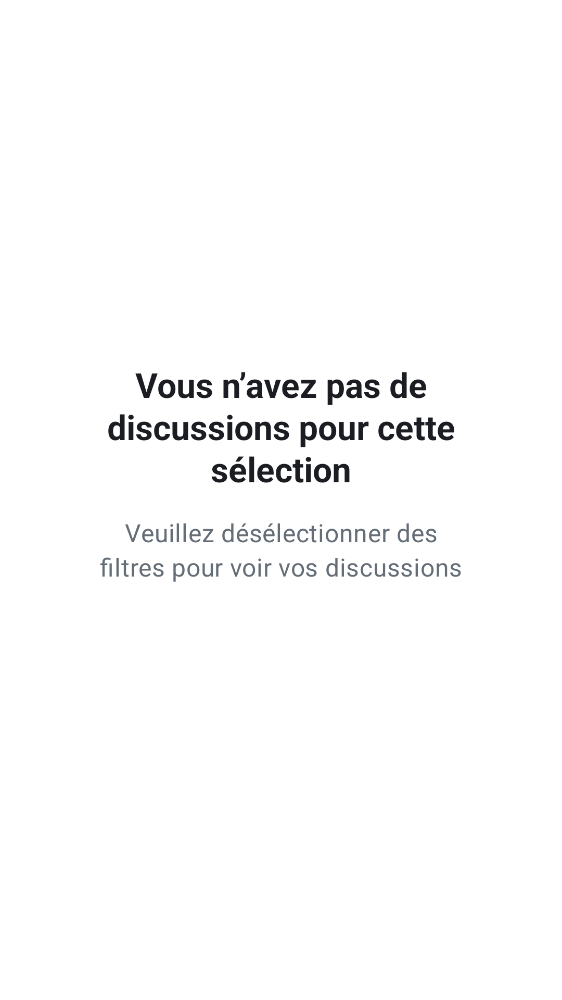 Vous n’avez pas de
discussions pour cette
sélection
Veuillez désélectionner des
filtres pour voir vos discussions